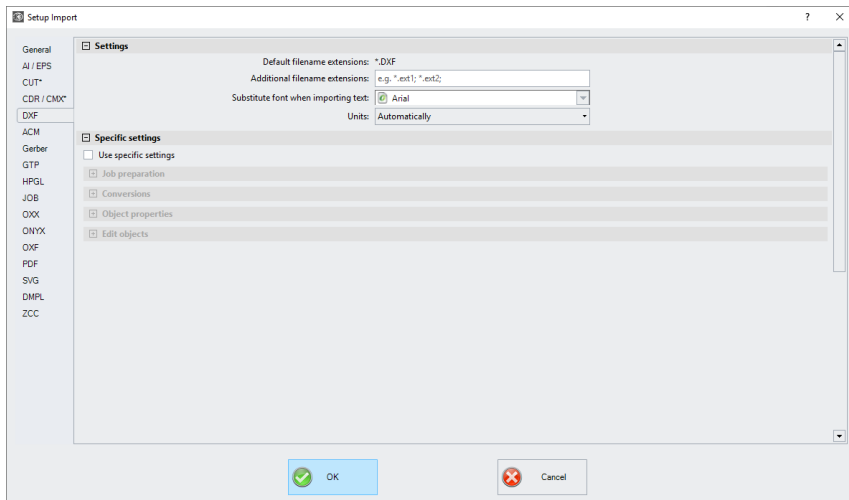 Setup Import
?
General
AI / EPS
CUT*
CDR / CMX*
DXF
ACM
Gerber
GTP
HPGL
JOB
OXX
ONYX
OXF
PDF
SVG
DMPL
ZCC
Settings
Default filename extensions: *.DXF
Additional filename extensions: e.g. *.ext1; *.ext2;
Substitute font when importing text: Arial
Units: Automatically
Specific settings
Use specific settings
Job preparation
Conversions
Object properties
Edit objects
OK
Cancel